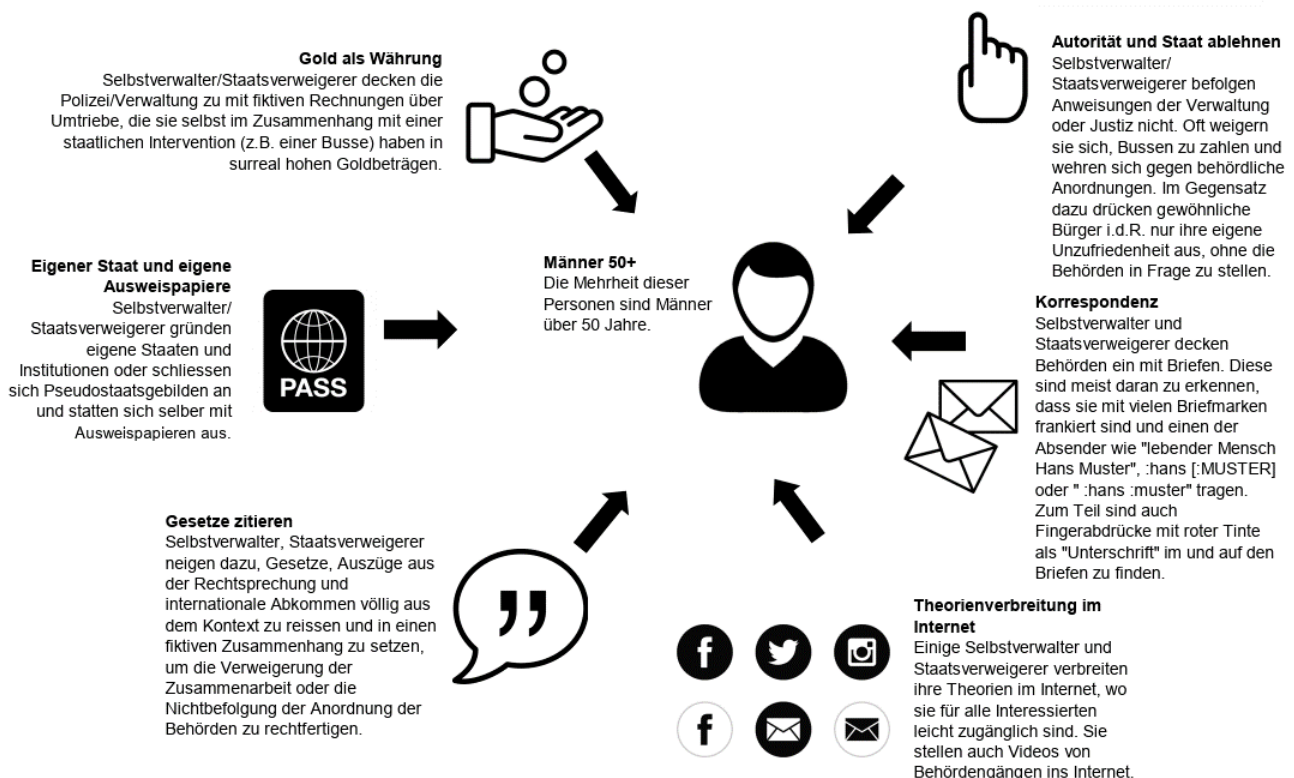 Gold als Währung
Selbstverwalter/Staatsverweigerer decken die
Polizei/Verwaltung zu mit fiktiven Rechnungen über
Umtriebe, die sie selbst im Zusammenhang mit einer
staatlichen Intervention (z.B. einer Busse) haben in
surreal hohen Goldbeträgen.
Autorität und Staat ablehnen
Selbstverwalter/
Staatsverweigerer befolgen
Anweisungen der Verwaltung
oder Justiz nicht. Oft weigern
sie sich, Bussen zu zahlen und
wehren sich gegen behördliche
Anordnungen. Im Gegensatz
dazu drücken gewöhnliche
Bürger i.d.R. nur ihre eigene
Unzufriedenheit aus, ohne die
Behörden in Frage zu stellen.
Eigener Staat und eigene
Ausweispapiere
Selbstverwalter/
Staatsverweigerer gründen
eigene Staaten und
Institutionen oder schliessen
sich Pseudostaatsgebilden an
und statten sich selber mit
Ausweispapieren aus.
PASS
Männer 50+
Die Mehrheit dieser
Personen sind Männer
über 50 Jahre.
Korrespondenz
Selbstverwalter und
Staatsverweigerer decken
Behörden ein mit Briefen. Diese
sind meist daran zu erkennen,
dass sie mit vielen Briefmarken
frankiert sind und einen der
Absender wie "lebender Mensch
Hans Muster", :hans [:MUSTER]
oder " :hans :muster" tragen.
Zum Teil sind auch
Fingerabdrücke mit roter Tinte
als "Unterschrift" im und auf den
Briefen zu finden.
Gesetze zitieren
Selbstverwalter, Staatsverweigerer
neigen dazu, Gesetze, Auszüge aus
der Rechtsprechung und
internationale Abkommen völlig aus
dem Kontext zu reissen und in einen
fiktiven Zusammenhang zu setzen,
um die Verweigerung der
Zusammenarbeit oder die
Nichtbefolgung der Anordnung der
Behörden zu rechtfertigen.
Theorienverbreitung im
Internet
Einige Selbstverwalter und
Staatsverweigerer verbreiten
ihre Theorien im Internet, wo
sie für alle Interessierten
leicht zugänglich sind. Sie
stellen auch Videos von
Behördengängen ins Internet.